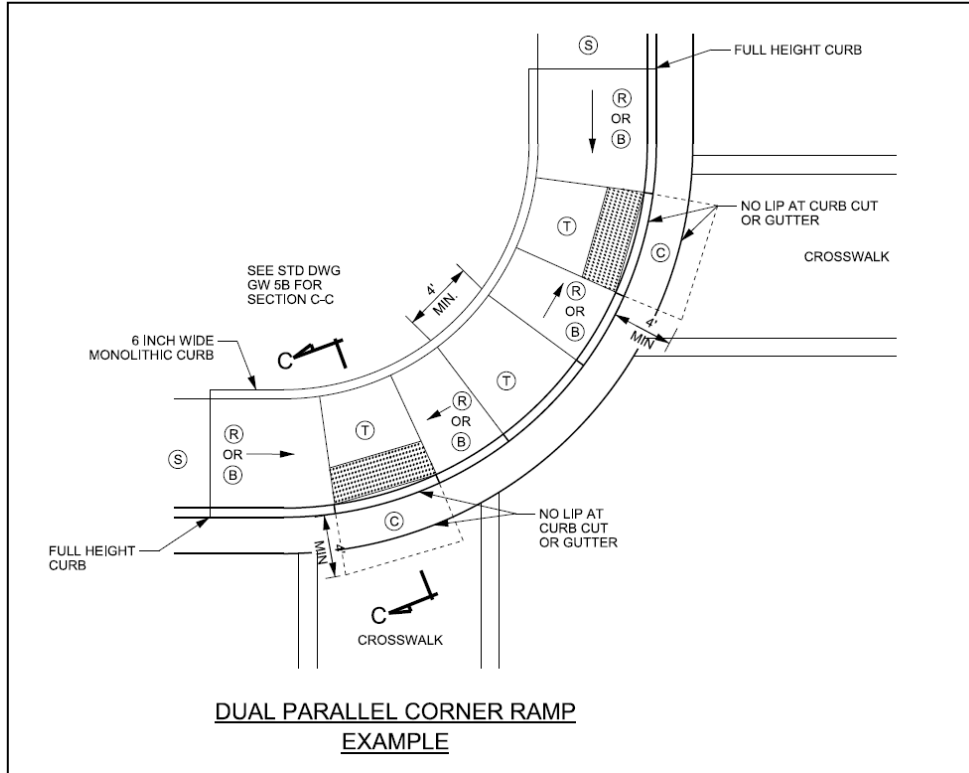 S
FULL HEIGHT CURB
R
OR
B
NO LIP AT CURB CUT
OR GUTTER
T
C
CROSSWALK
SEE STD DWG
GW 5B FOR
SECTION C-C
4'
MIN.
R
OR
B
4'
MIN
6 INCH WIDE
MONOLITHIC CURB
C
T
R
OR
B
T
R
OR
B
S
NO LIP AT
CURB CUT
OR GUTTER
C
FULL HEIGHT
CURB
4'
MIN
C
CROSSWALK
DUAL PARALLEL CORNER RAMP
EXAMPLE